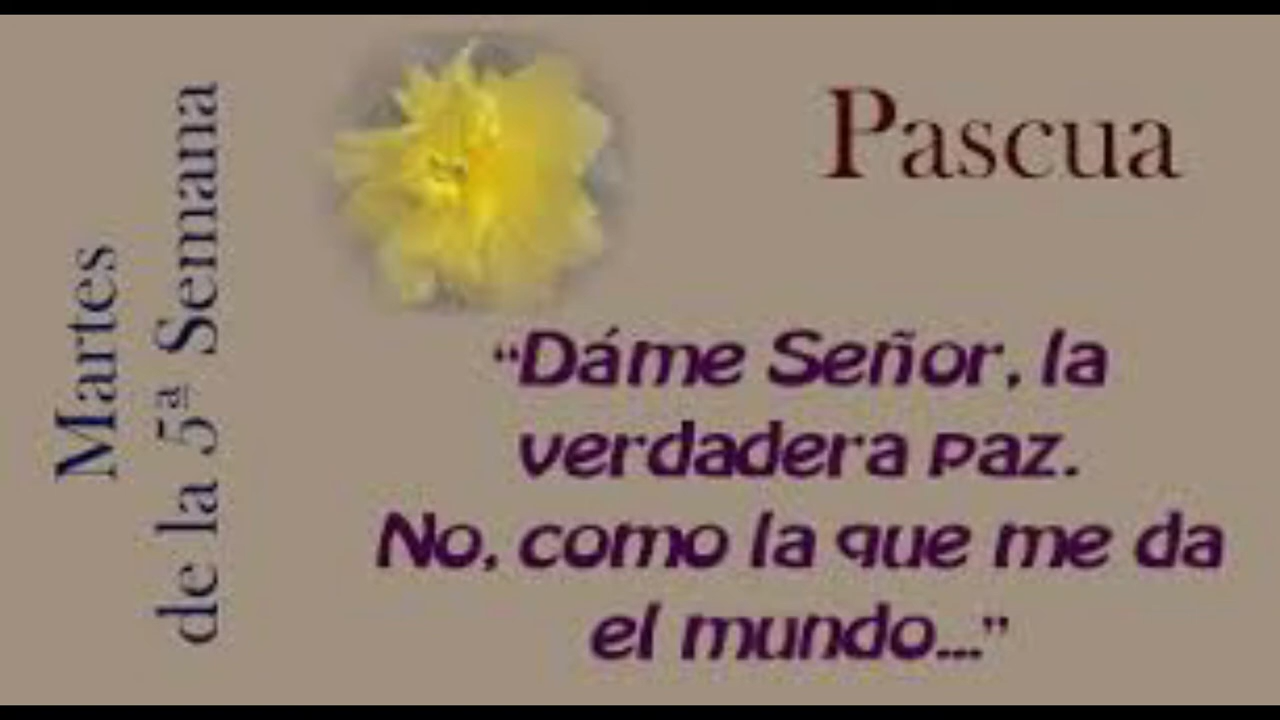 Martes
de la 5ª Semana
Pascua
“Dáme Señor, la
verdadera paz.
No, como la que me da
el mundo...”